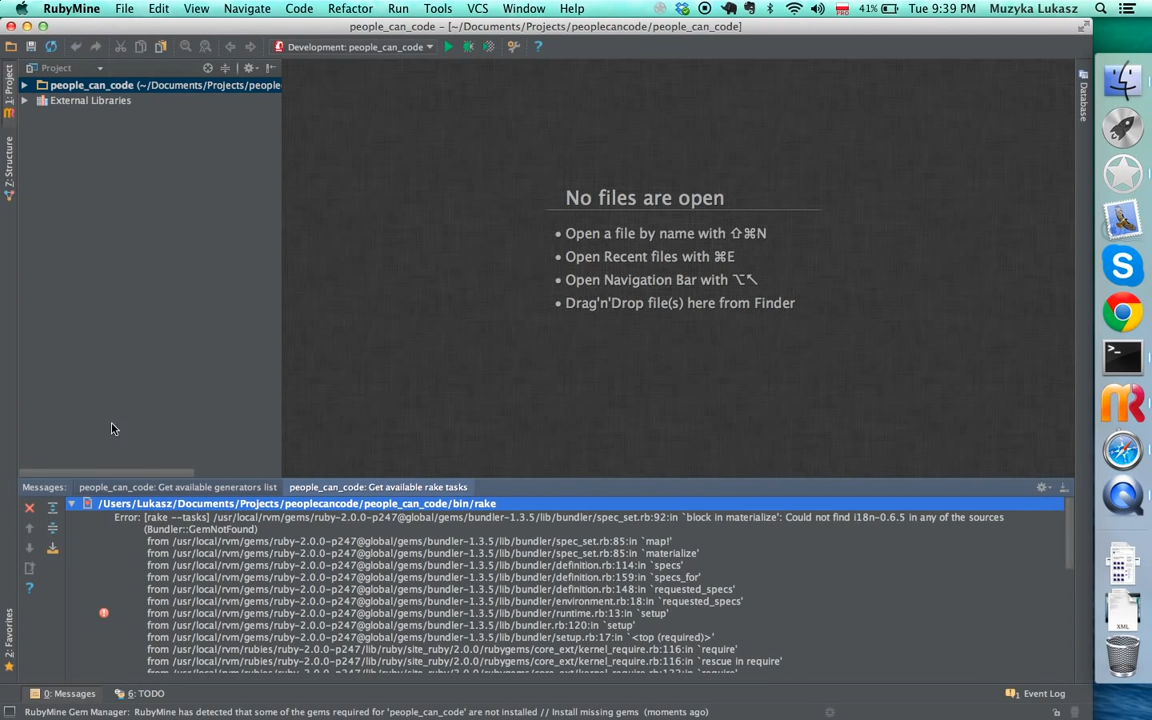 RubyMine File Edit View Navigate Code Refactor Run Tools VCS Window Help 41% Tue 9:39 PM Muzyka Lukasz
people_can_code - [~/Documents/Projects/peoplecancode/people_can_code]
Development: people_can_code
Project
1: Project
people_can_code (~/Documents/Projects/people
External Libraries
Database
Z: Structure
No files are open
• Open a file by name with ⇧⌘N
• Open Recent files with ⌘E
• Open Navigation Bar with ⌥↖
• Drag'n'Drop file(s) here from Finder
Messages: people_can_code: Get available generators list people_can_code: Get available rake tasks
/Users/Lukasz/Documents/Projects/peoplecancode/people_can_code/bin/rake
Error: [rake --tasks] /usr/local/rvm/gems/ruby-2.0.0-p247@global/gems/bundler-1.3.5/lib/bundler/spec_set.rb:92:in `block in materialize': Could not find i18n-0.6.5 in any of the sources
(Bundler::GemNotFound)
from /usr/local/rvm/gems/ruby-2.0.0-p247@global/gems/bundler-1.3.5/lib/bundler/spec_set.rb:85:in `map!'
from /usr/local/rvm/gems/ruby-2.0.0-p247@global/gems/bundler-1.3.5/lib/bundler/spec_set.rb:85:in `materialize'
from /usr/local/rvm/gems/ruby-2.0.0-p247@global/gems/bundler-1.3.5/lib/bundler/definition.rb:114:in `specs'
from /usr/local/rvm/gems/ruby-2.0.0-p247@global/gems/bundler-1.3.5/lib/bundler/definition.rb:159:in `specs_for'
from /usr/local/rvm/gems/ruby-2.0.0-p247@global/gems/bundler-1.3.5/lib/bundler/definition.rb:148:in `requested_specs'
from /usr/local/rvm/gems/ruby-2.0.0-p247@global/gems/bundler-1.3.5/lib/bundler/environment.rb:18:in `requested_specs'
from /usr/local/rvm/gems/ruby-2.0.0-p247@global/gems/bundler-1.3.5/lib/bundler/runtime.rb:13:in `setup'
from /usr/local/rvm/gems/ruby-2.0.0-p247@global/gems/bundler-1.3.5/lib/bundler.rb:120:in `setup'
from /usr/local/rvm/gems/ruby-2.0.0-p247@global/gems/bundler-1.3.5/lib/bundler/setup.rb:17:in `<top (required)>'
from /usr/local/rvm/rubies/ruby-2.0.0-p247/lib/ruby/site_ruby/2.0.0/rubygems/core_ext/kernel_require.rb:116:in `require'
from /usr/local/rvm/rubies/ruby-2.0.0-p247/lib/ruby/site_ruby/2.0.0/rubygems/core_ext/kernel_require.rb:116:in `rescue in require'
2: Favorites
XML
0: Messages 6: TODO 1 Event Log
RubyMine Gem Manager: RubyMine has detected that some of the gems required for 'people_can_code' are not installed // Install missing gems (moments ago)